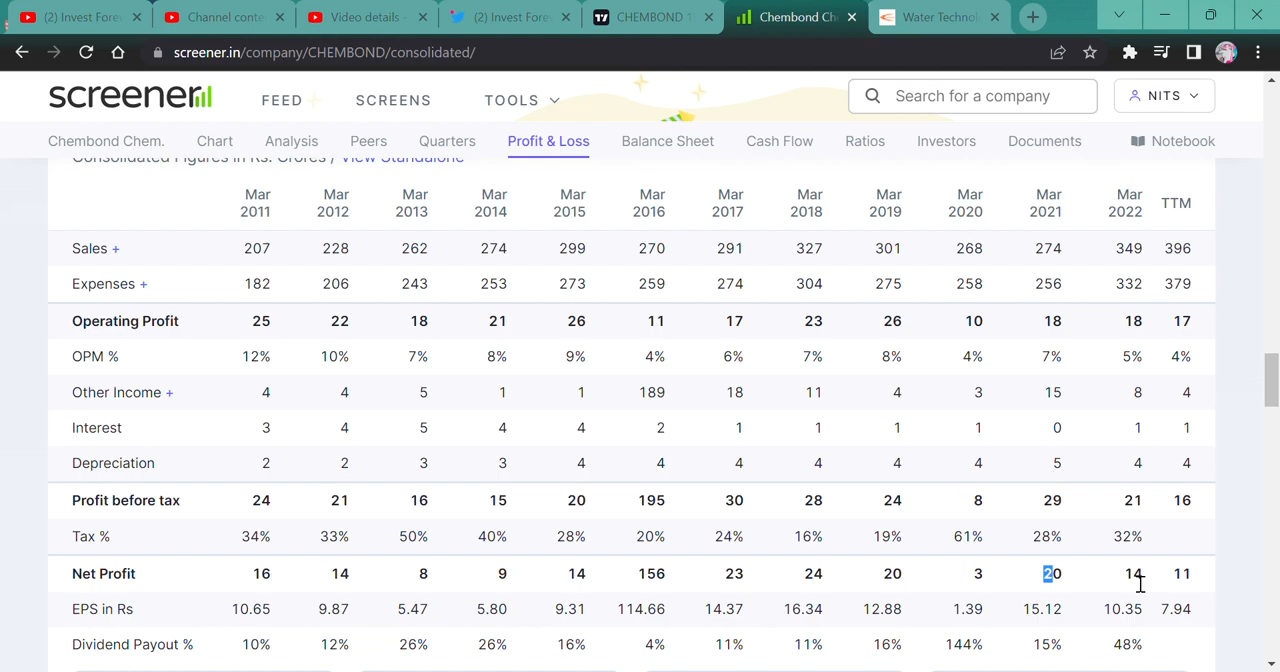 (2) Invest Fores
Channel conte
Video details
(2) Invest Fores
CHEMBOND 1
Chembond Ch
Water Technol
screener.in/company/CHEMBOND/consolidated/
screener
FEED
SCREENS
TOOLS
Search for a company
NITS
Chembond Chem.
Chart
Analysis
Peers
Quarters
Profit & Loss
Balance Sheet
Cash Flow
Ratios
Investors
Documents
Notebook
Consolidated Figures in Rs. Crores / View Standalone
Mar 2011 Mar 2012 Mar 2013 Mar 2014 Mar 2015 Mar 2016 Mar 2017 Mar 2018 Mar 2019 Mar 2020 Mar 2021 Mar 2022 TTM
Sales + 207 228 262 274 299 270 291 327 301 268 274 349 396
Expenses + 182 206 243 253 273 259 274 304 275 258 256 332 379
Operating Profit 25 22 18 21 26 11 17 23 26 10 18 18 17
OPM % 12% 10% 7% 8% 9% 4% 6% 7% 8% 4% 7% 5% 4%
Other Income + 4 4 5 1 1 189 18 11 4 3 15 8 4
Interest 3 4 5 4 4 2 1 1 1 1 0 1 1
Depreciation 2 2 3 3 4 4 4 4 4 4 5 4 4
Profit before tax 24 21 16 15 20 195 30 28 24 8 29 21 16
Tax % 34% 33% 50% 40% 28% 20% 24% 16% 19% 61% 28% 32%
Net Profit 16 14 8 9 14 156 23 24 20 3 20 14 11
EPS in Rs 10.65 9.87 5.47 5.80 9.31 114.66 14.37 16.34 12.88 1.39 15.12 10.35 7.94
Dividend Payout % 10% 12% 26% 26% 16% 4% 11% 11% 16% 144% 15% 48%